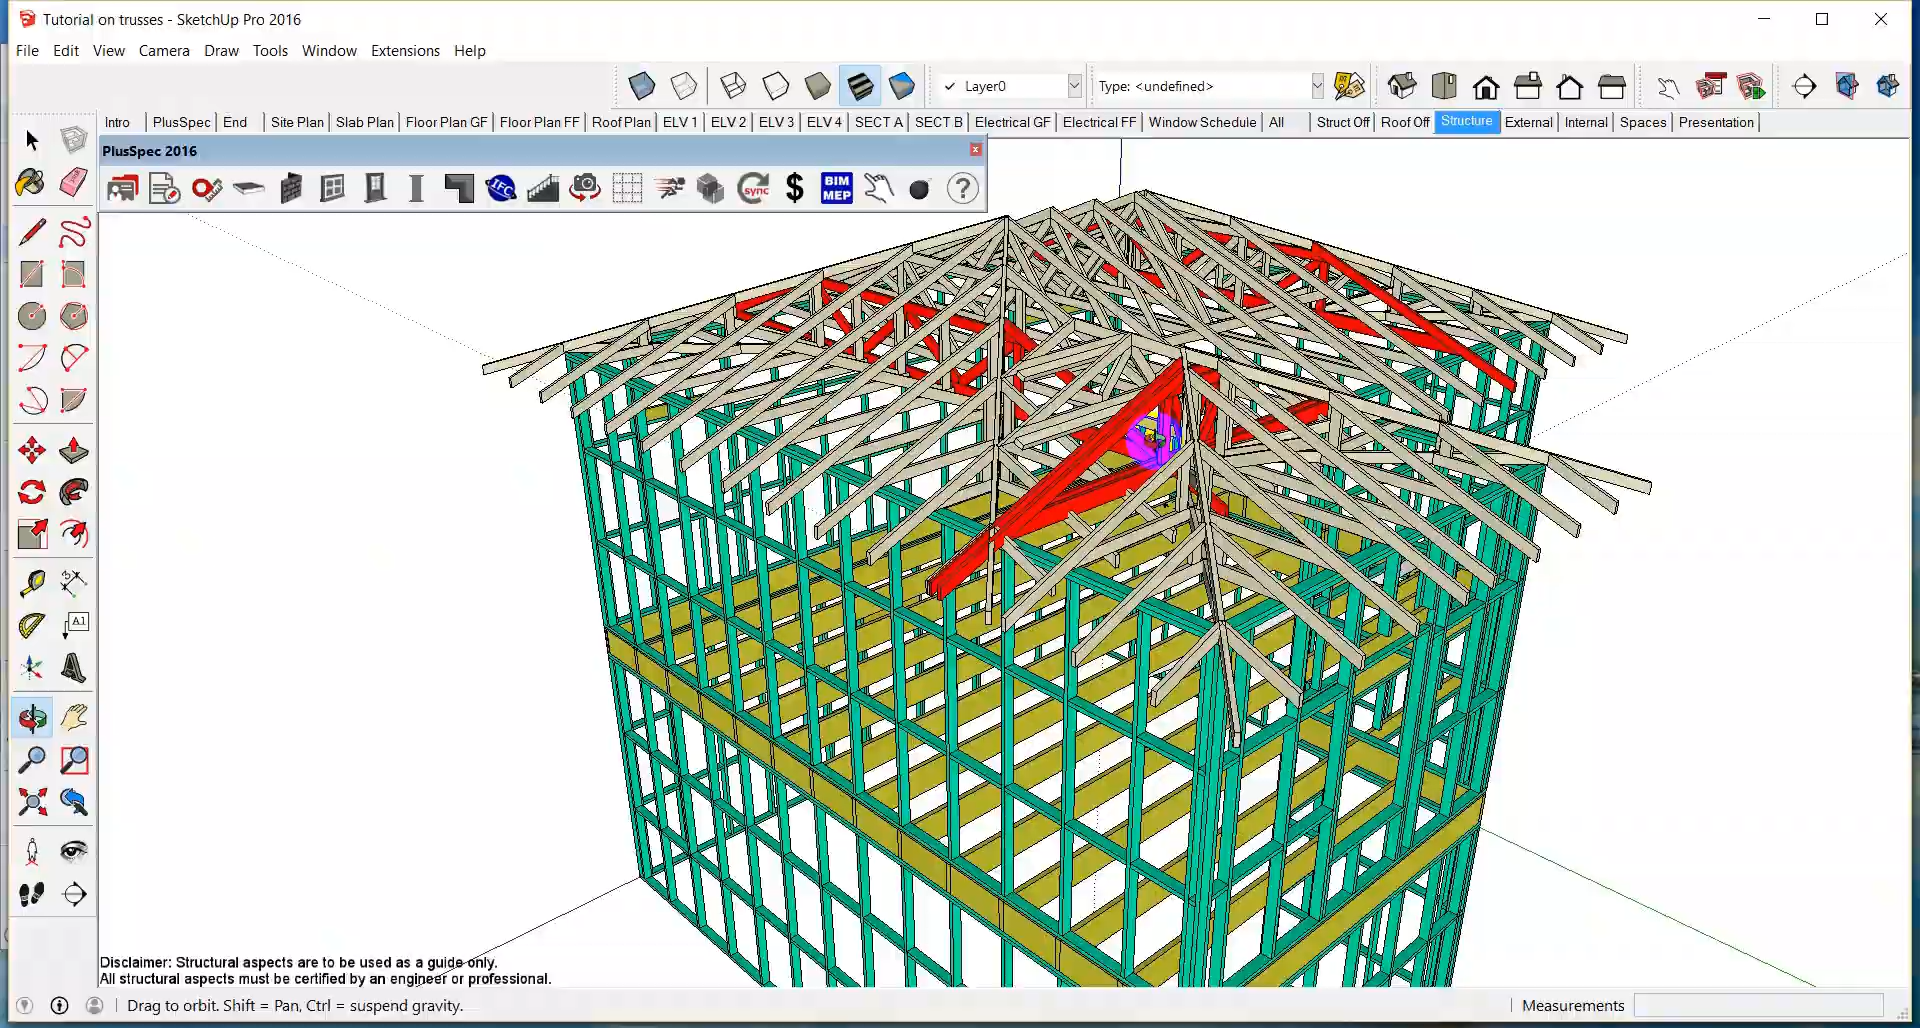 Tutorial on trusses - SketchUp Pro 2016
File Edit View Camera Draw Tools Window Extensions Help
Layer0 Type: <undefined>
Intro PlusSpec End Site Plan Slab Plan Floor Plan GF Floor Plan FF Roof Plan ELV 1 ELV 2 ELV 3 ELV 4 SECT A SECT B Electrical GF Electrical FF Window Schedule All Struct Off Roof Off Structure External Internal Spaces Presentation
PlusSpec 2016
IFC sync $ BIM MEP ?
A1
Disclaimer: Structural aspects are to be used as a guide only.
All structural aspects must be certified by an engineer or professional.
Drag to orbit. Shift = Pan, Ctrl = suspend gravity. Measurements